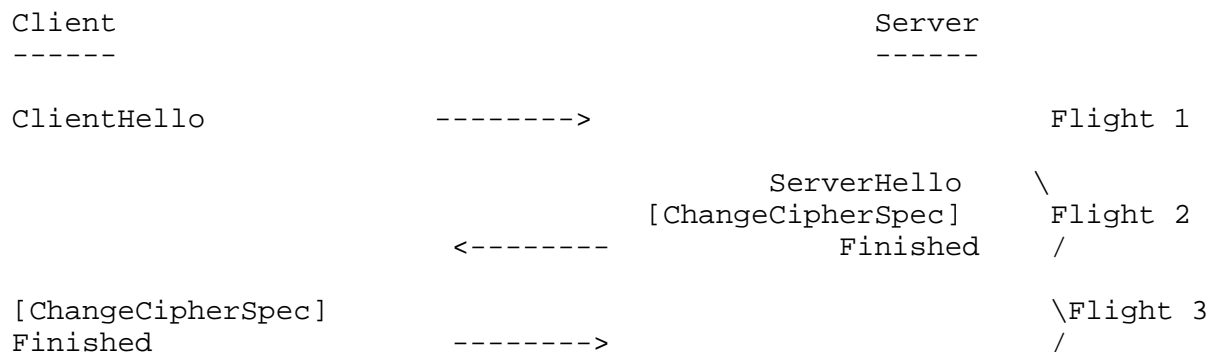 Client                                          Server
------                                          ------
ClientHello             -------->                           Flight 1
ServerHello    \
[ChangeCipherSpec]     Flight 2
<--------             Finished    /
[ChangeCipherSpec]                                          \Flight 3
Finished                 -------->                          /